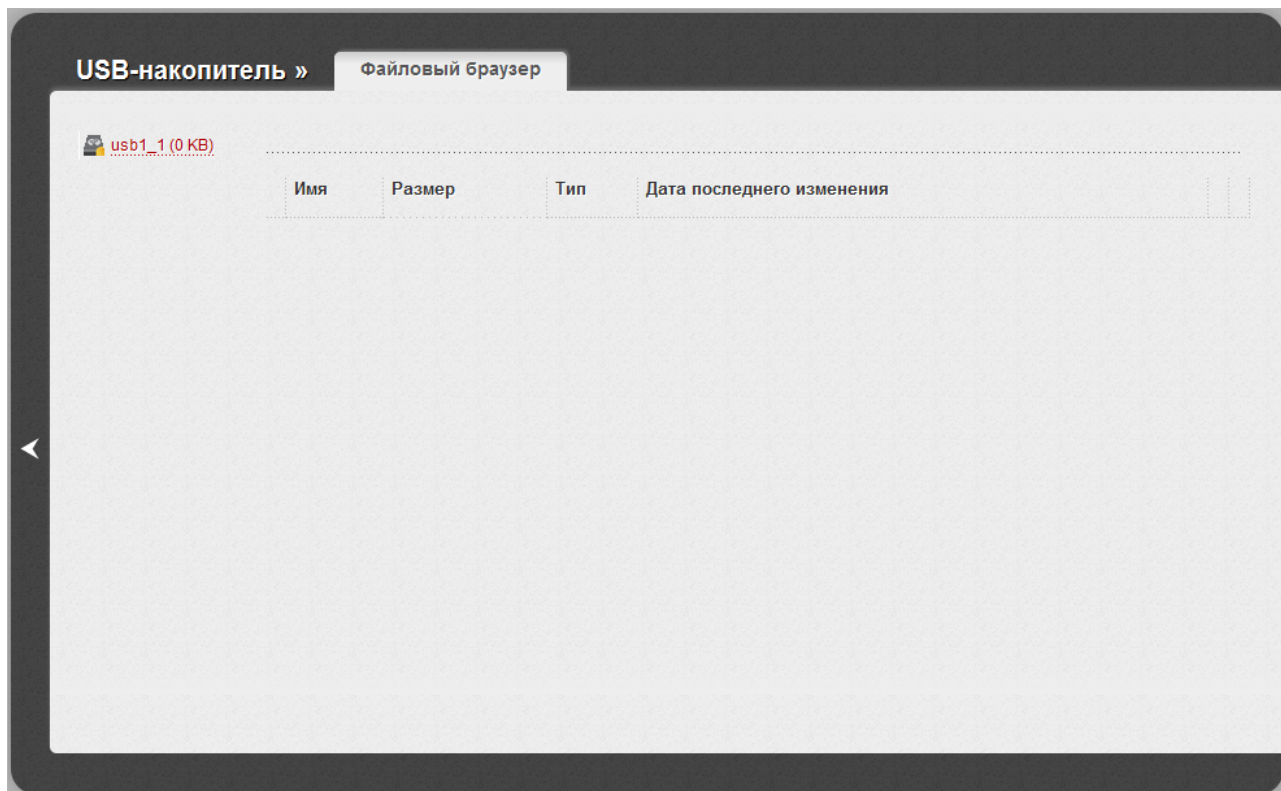 USB-накопитель » Файловый браузер
usb1_1 (0 KB)
Имя Размер Тип Дата последнего изменения